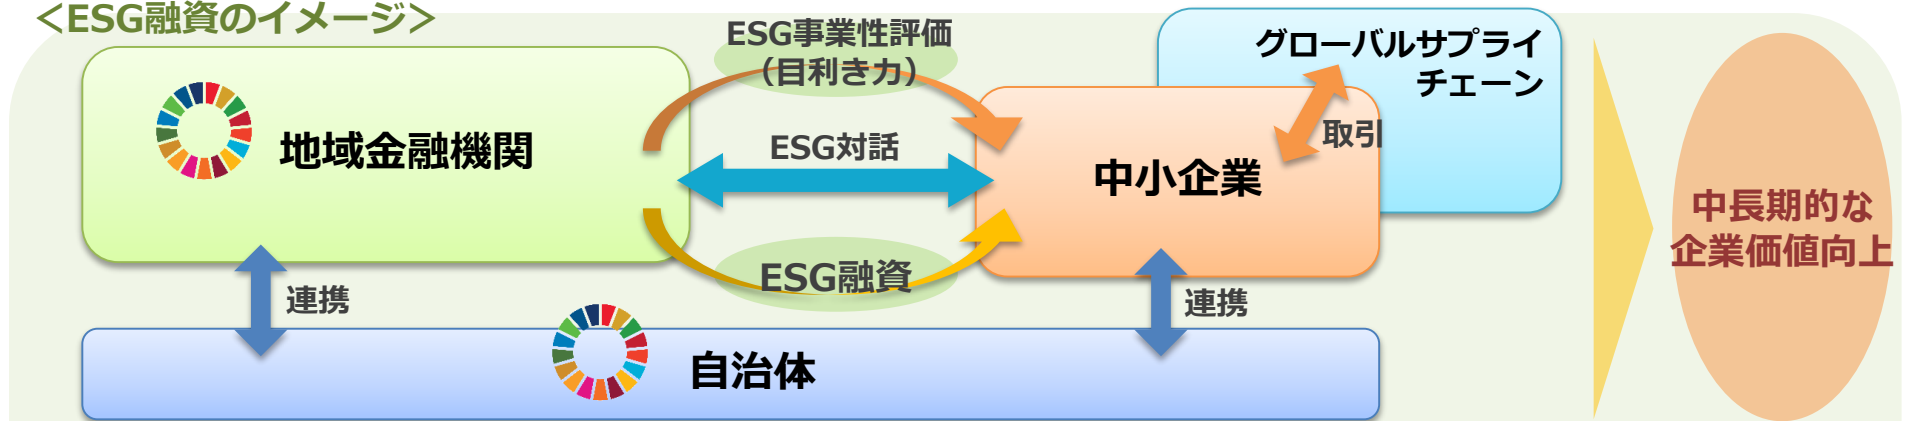 ＜ESG融資のイメージ＞
ESG事業性評価
（目利き力）
グローバルサプライ
チェーン
地域金融機関
ESG対話
取引
中小企業
中長期的な
企業価値向上
ESG融資
連携
連携
自治体